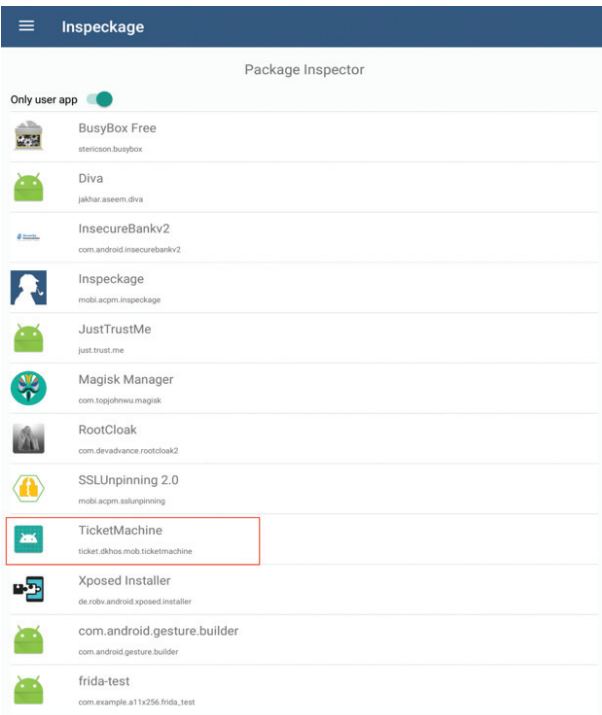 Inspeckage
Package Inspector
Only user app
BusyBox Free
stericson.busybox
Diva
jakhar.aseem.diva
InsecureBankv2
com.android.insecurebankv2
Inspeckage
mobi.acpm.inspeckage
JustTrustMe
just.trust.me
Magisk Manager
com.topjohnwu.magisk
RootCloak
com.devadvance.rootcloak2
SSLUnpinning 2.0
mobi.acpm.sslunpinning
TicketMachine
ticket.dkhos.mob.ticketmachine
Xposed Installer
de.robv.android.xposed.installer
com.android.gesture.builder
com.android.gesture.builder
frida-test
com.example.a11x256.frida_test